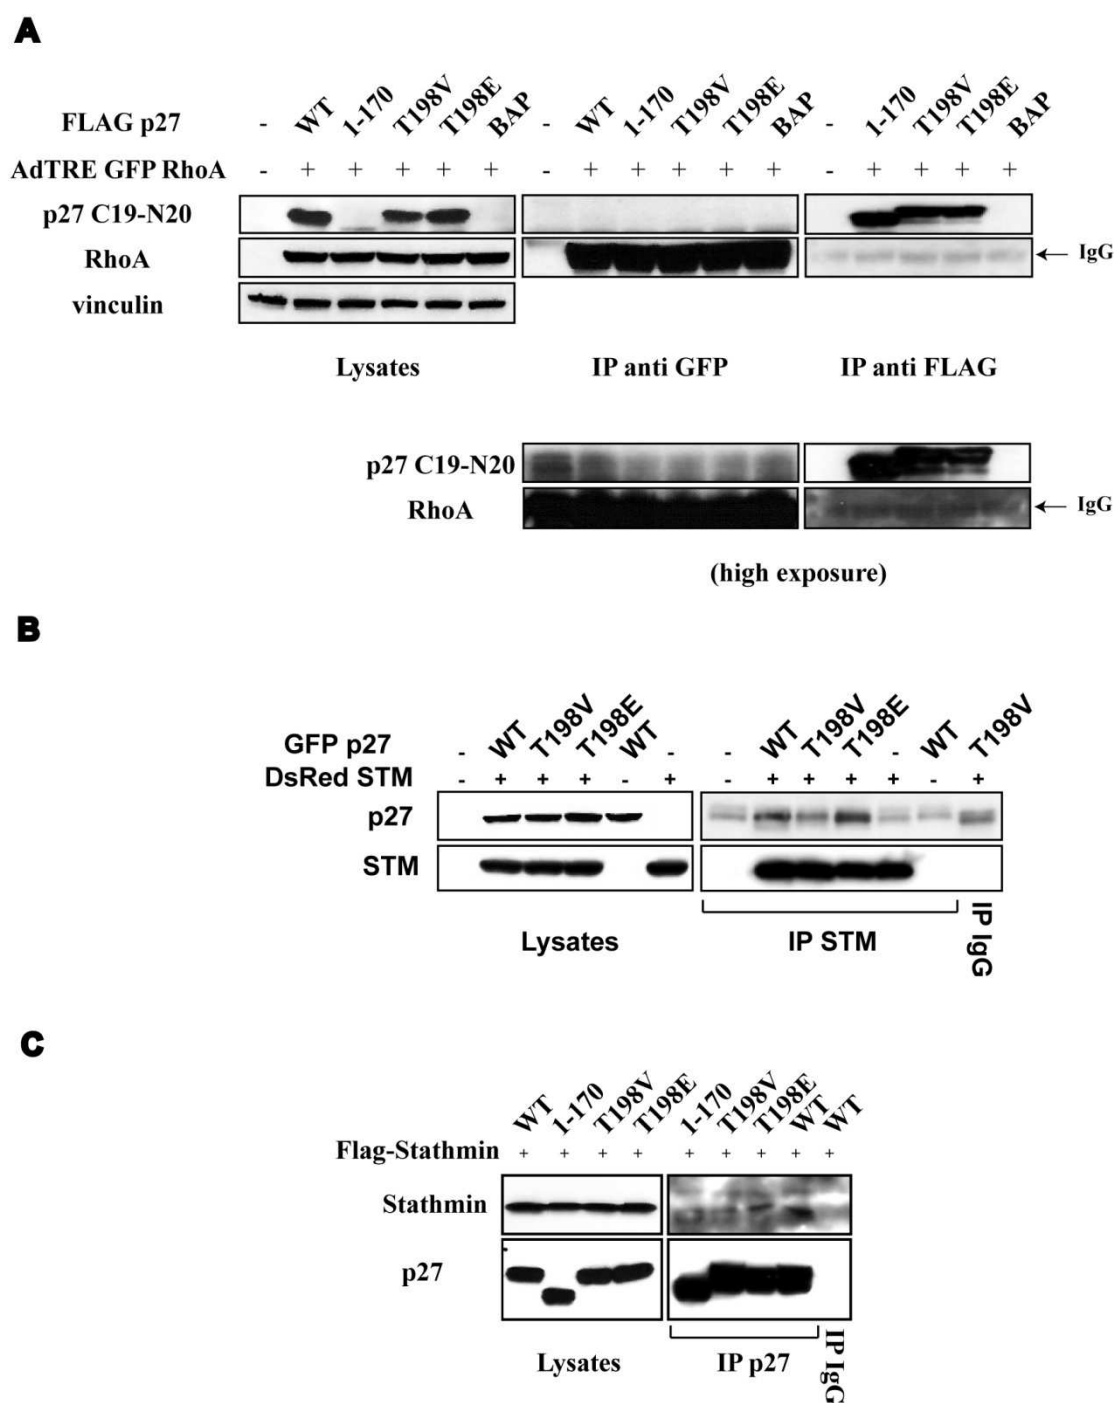 A
FLAG p27 - WT 1-170 T198V T198E BAP - WT 1-170 T198V T198E BAP - 1-170 T198V T198E BAP
AdTRE GFP RhoA - + + + + + - + + + + + - + + + +
p27 C19-N20
RhoA ← IgG
vinculin
Lysates IP anti GFP IP anti FLAG
p27 C19-N20
RhoA ← IgG
(high exposure)
B
GFP p27 - WT T198V T198E WT - - WT T198V T198E - WT T198V
DsRed STM - + + + - + - + + + + - +
p27
STM
Lysates IP STM IP IgG
C
WT 1-170 T198V T198E 1-170 T198V T198E WT WT
Flag-Stathmin + + + + + + + + +
Stathmin
p27
Lysates IP p27 IP IgG